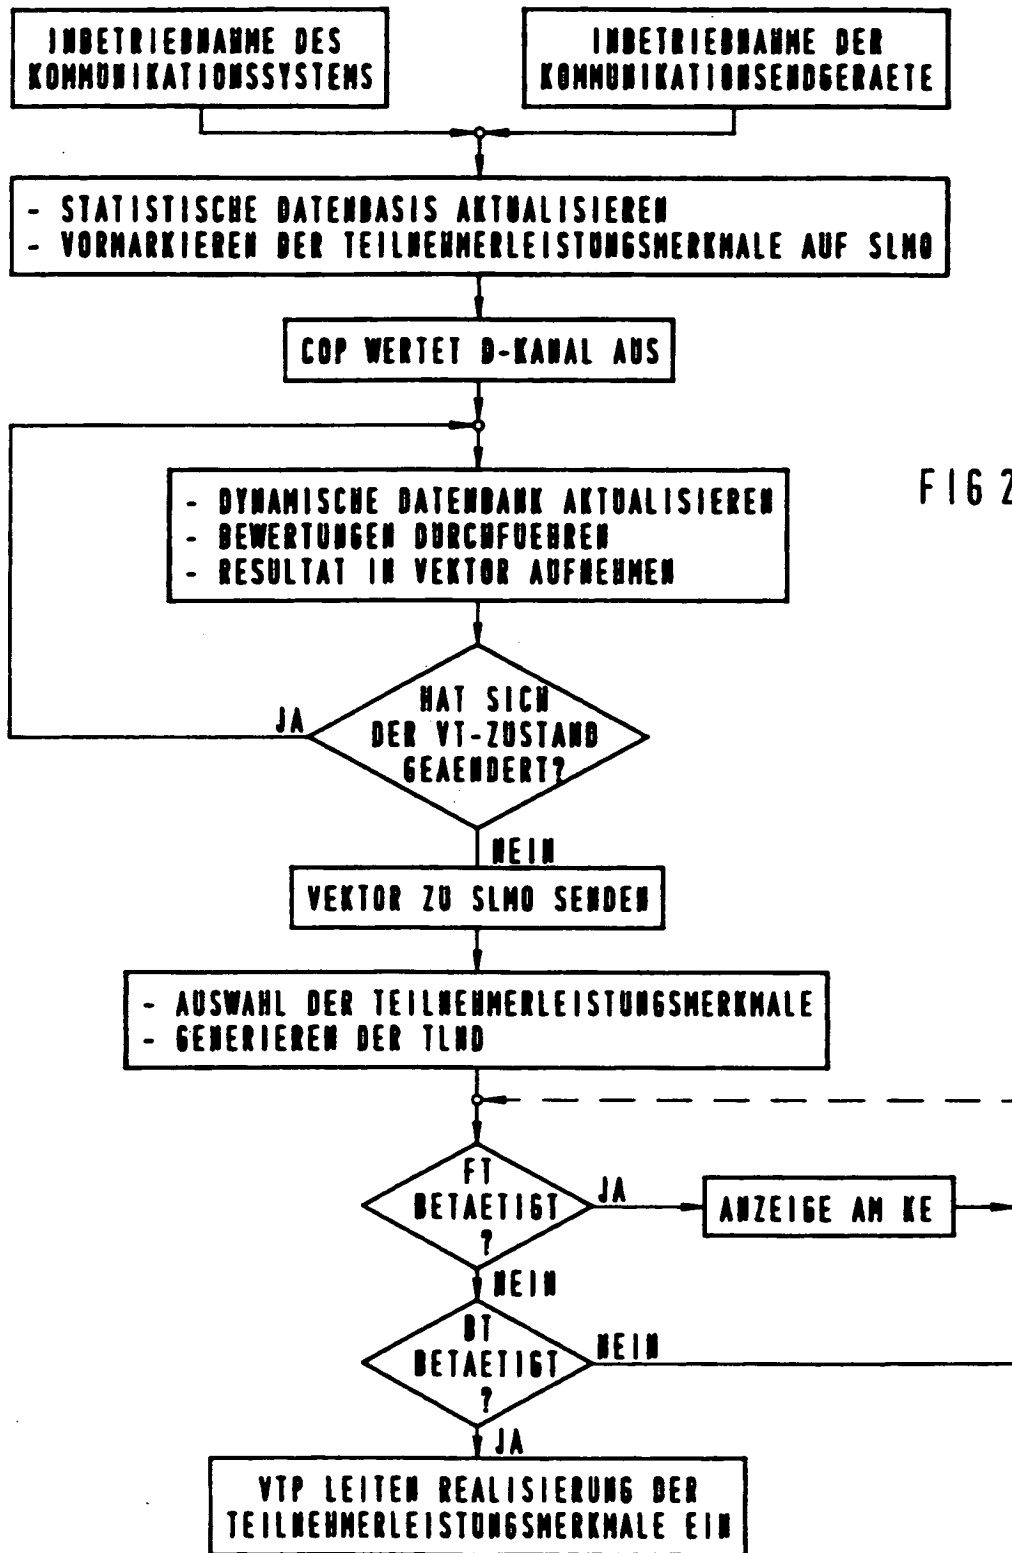 INBETRIEBNAHME DES
KOMMUNIKATIONSSYSTEMS
INBETRIEBNAHME DER
KOMMUNIKATIONSENDGERAETE
- STATISTISCHE DATENBASIS AKTUALISIEREN
- VORMARKIEREN DER TEILNEHMERLEISTUNGSMERKMALE AUF SLMO
COP WERTET D-KANAL AUS
FIG 2
- DYNAMISCHE DATENBANK AKTUALISIEREN
- BEWERTUNGEN DURCHFUEHREN
- RESULTAT IN VEKTOR AUFNEHMEN
HAT SICH
DER VT-ZUSTAND
GEAENDERT?
JA
NEIN
VEKTOR ZU SLMO SENDEN
- AUSWAHL DER TEILNEHMERLEISTUNGSMERKMALE
- GENERIEREN DER TLND
FT
BETAETIGT
?
JA
ANZEIGE AM KE
NEIN
BT
BETAETIGT
?
NEIN
JA
VTP LEITEN REALISIERUNG DER
TEILNEHMERLEISTUNGSMERKMALE EIN